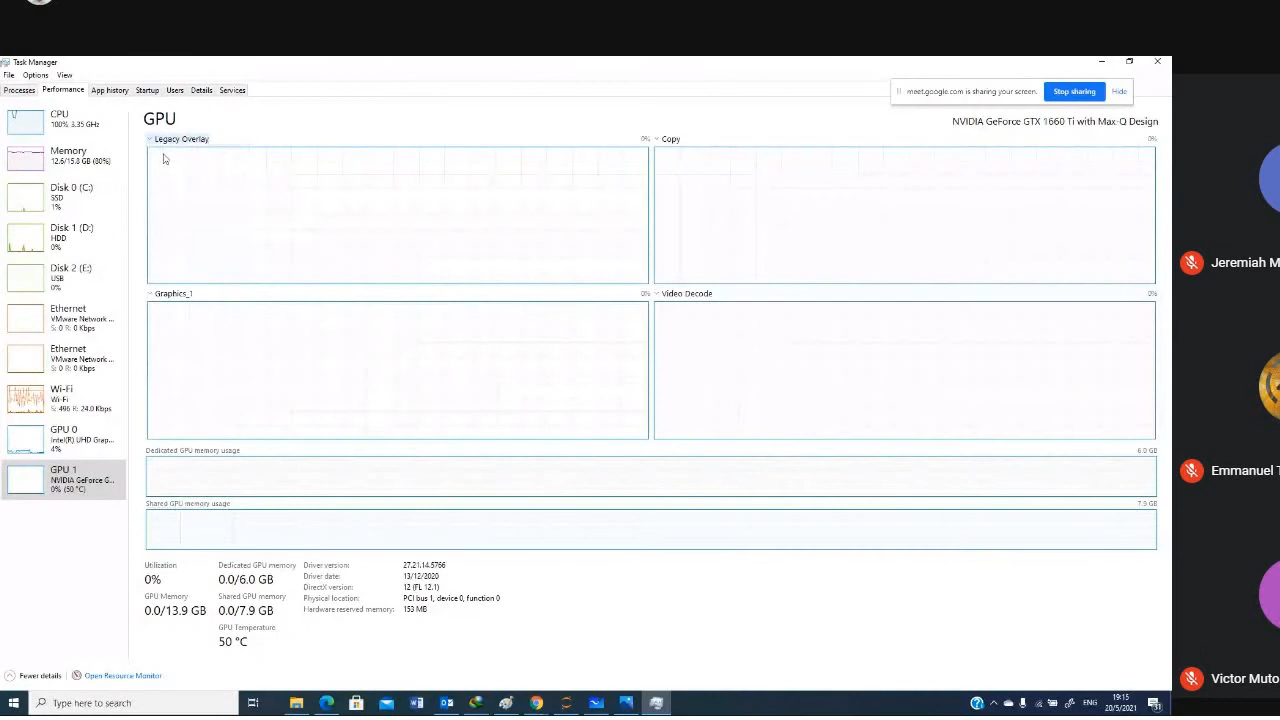 Task Manager
File Options View
Processes Performance App history Startup Users Details Services
meet.google.com is sharing your screen. Stop sharing Hide
CPU
100% 3.35 GHz
Memory
12.6/15.8 GB (80%)
Disk 0 (C:)
SSD
1%
Disk 1 (D:)
HDD
0%
Disk 2 (E:)
USB
0%
Ethernet
VMware Network ...
S: 0 R: 0 Kbps
Ethernet
VMware Network ...
S: 0 R: 0 Kbps
Wi-Fi
Wi-Fi
S: 496 R: 24.0 Kbps
GPU 0
Intel(R) UHD Grap...
4%
GPU 1
NVIDIA GeForce G...
0% (50 °C)
GPU
NVIDIA GeForce GTX 1660 Ti with Max-Q Design
Legacy Overlay 0% Copy 0%
Graphics_1 0% Video Decode 0%
Dedicated GPU memory usage 6.0 GB
Shared GPU memory usage 7.9 GB
Utilization
0%
Dedicated GPU memory
0.0/6.0 GB
GPU Memory
0.0/13.9 GB
Shared GPU memory
0.0/7.9 GB
GPU Temperature
50 °C
Driver version: 27.21.14.5766
Driver date: 13/12/2020
DirectX version: 12 (FL 12.1)
Physical location: PCI bus 1, device 0, function 0
Hardware reserved memory: 153 MB
Fewer details Open Resource Monitor
Type here to search
ENG
19:15
20/5/2021
Jeremiah M
Emmanuel T
Victor Muto